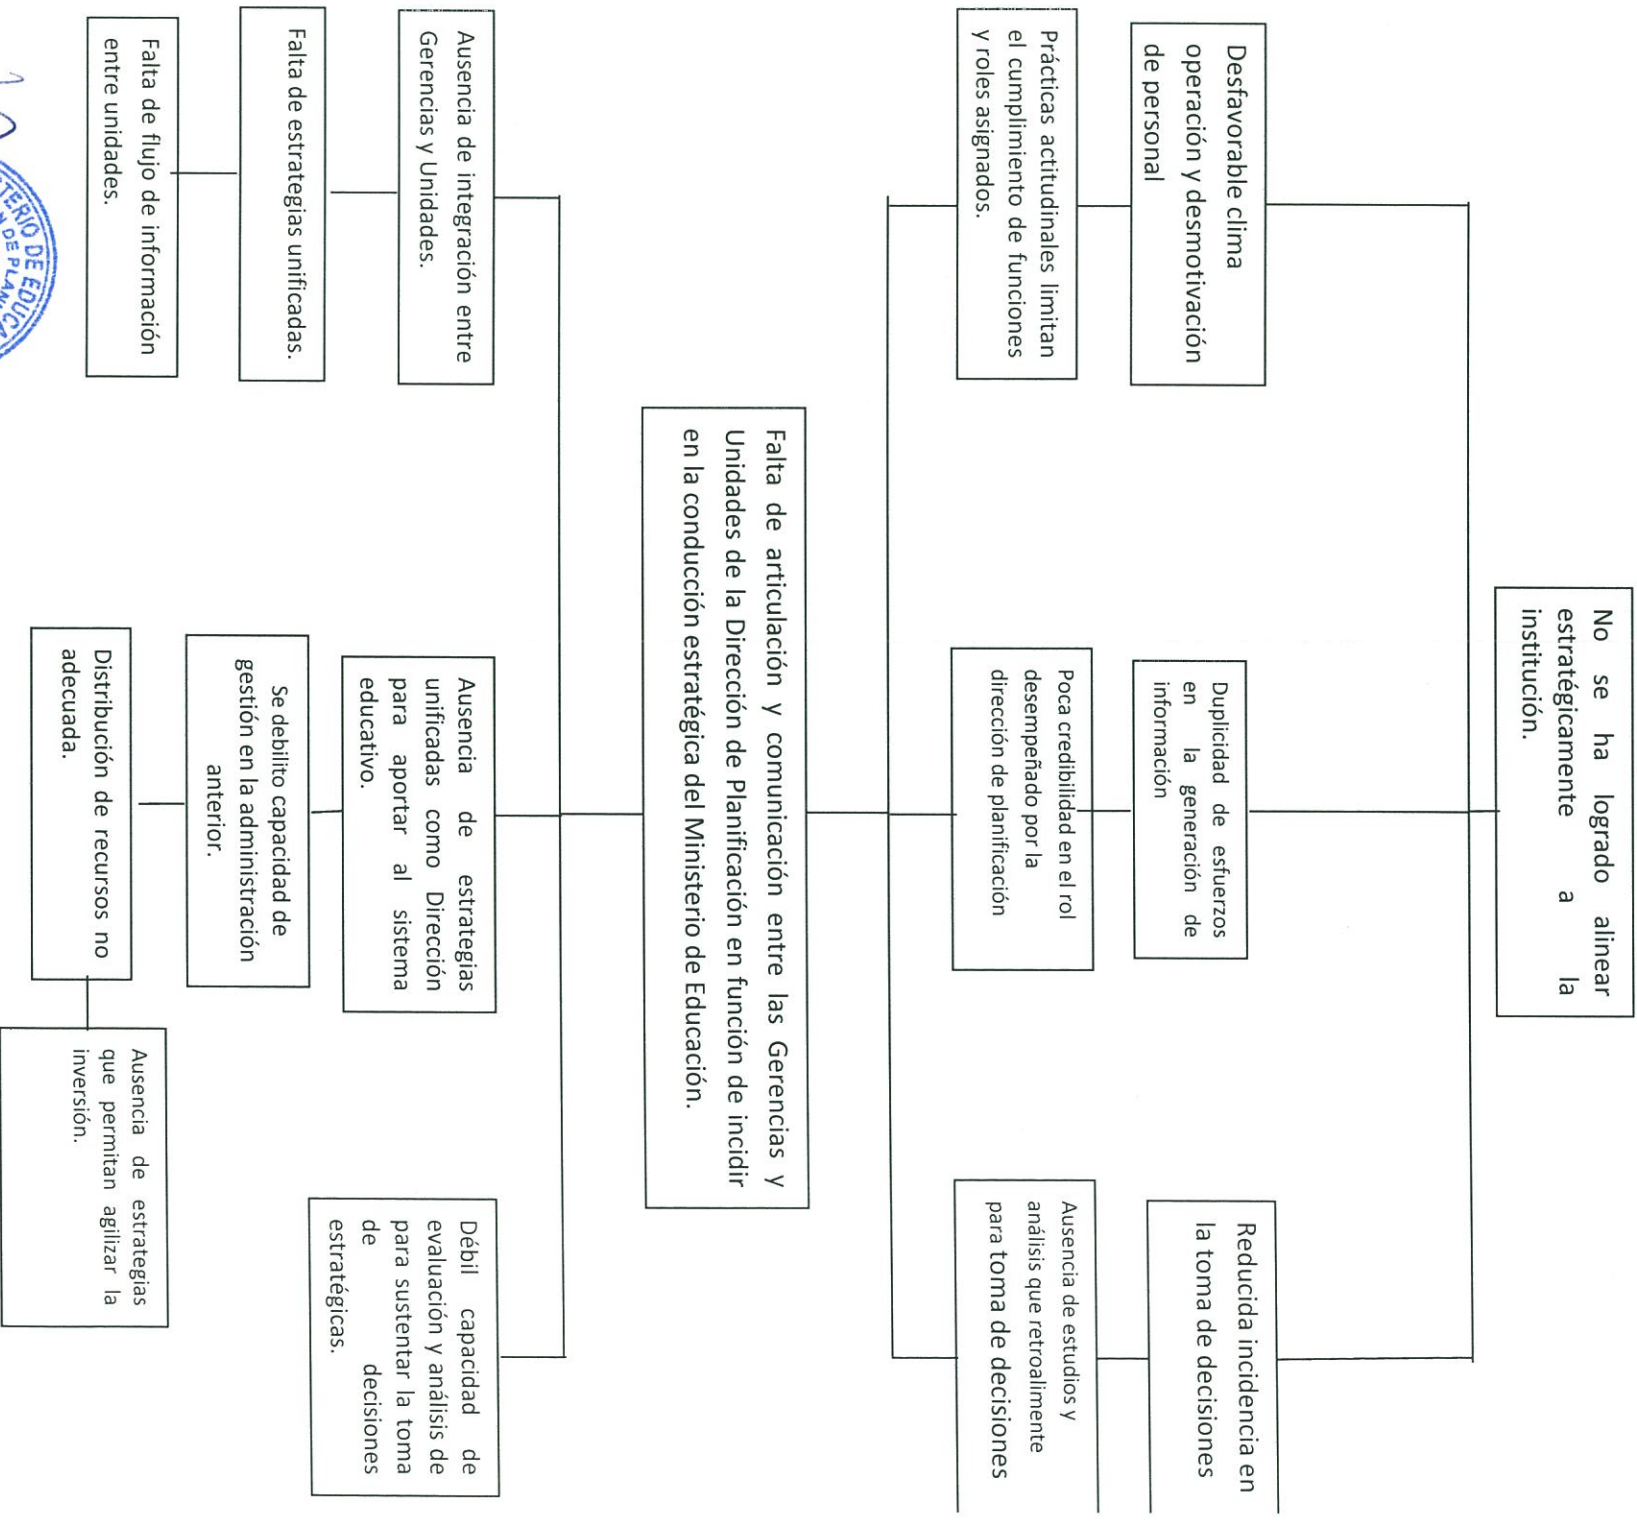 No se ha logrado alinear
estratégicamente a la
institución.
Desfavorable clima
operación y desmotivación
de personal
Duplicidad de esfuerzos
en la generación de
información
Reducida incidencia en
la toma de decisiones
Prácticas actitudinales limitan
el cumplimiento de funciones
y roles asignados.
Poca credibilidad en el rol
desempeñado por la
dirección de planificación
Ausencia de estudios y
análisis que retroalimente
para toma de decisiones
Falta de articulación y comunicación entre las Gerencias y
Unidades de la Dirección de Planificación en función de incidir
en la conducción estratégica del Ministerio de Educación.
Ausencia de integración entre
Gerencias y Unidades.
Ausencia de estrategias
unificadas como Dirección
para aportar al sistema
educativo.
Débil capacidad de
evaluación y análisis de
para sustentar la toma
de decisiones
estratégicas.
Falta de estrategias unificadas.
Se debilito capacidad de
gestión en la administración
anterior.
Falta de flujo de información
entre unidades.
Distribución de recursos no
adecuada.
Ausencia de estrategias
que permitan agilizar la
inversión.
DE EDUCA
DE PLAN